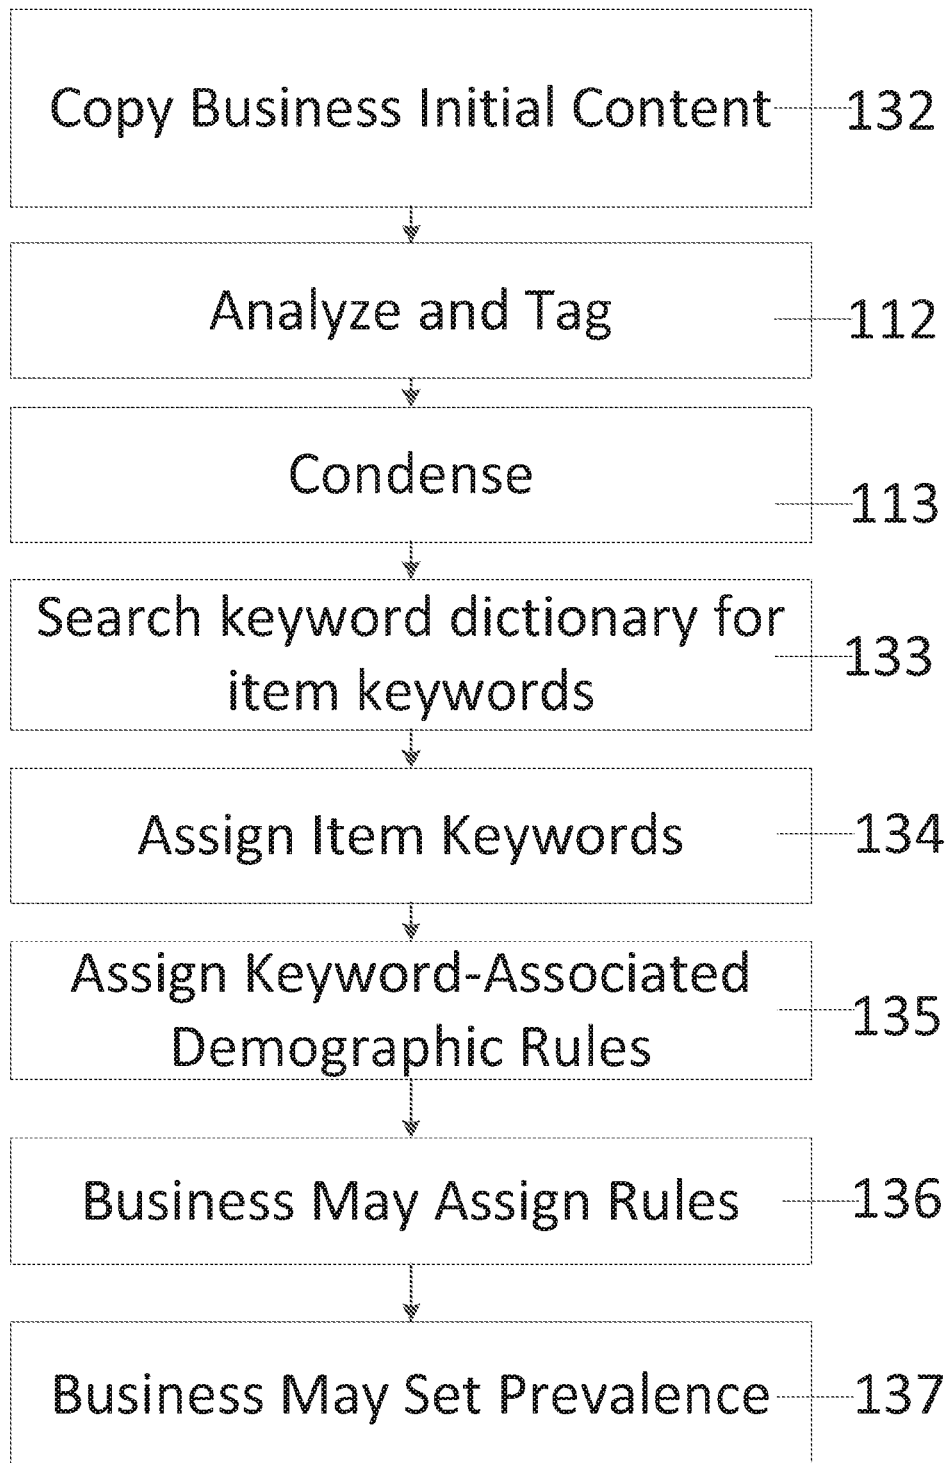 Copy Business Initial Content 132
Analyze and Tag 112
Condense 113
Search keyword dictionary for
item keywords 133
Assign Item Keywords 134
Assign Keyword-Associated
Demographic Rules 135
Business May Assign Rules 136
Business May Set Prevalence 137